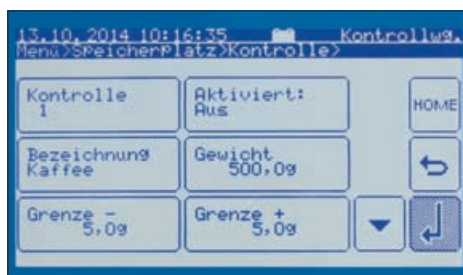 13.10.2014 10:16:35 Kontrollwg.
Menü>Speicherplatz>Kontrolle>
Kontrolle
1
Aktiviert:
Aus
HOME
Bezeichnung
Kaffee
Gewicht
500,0g
Grenze -
5,0g
Grenze +
5,0g